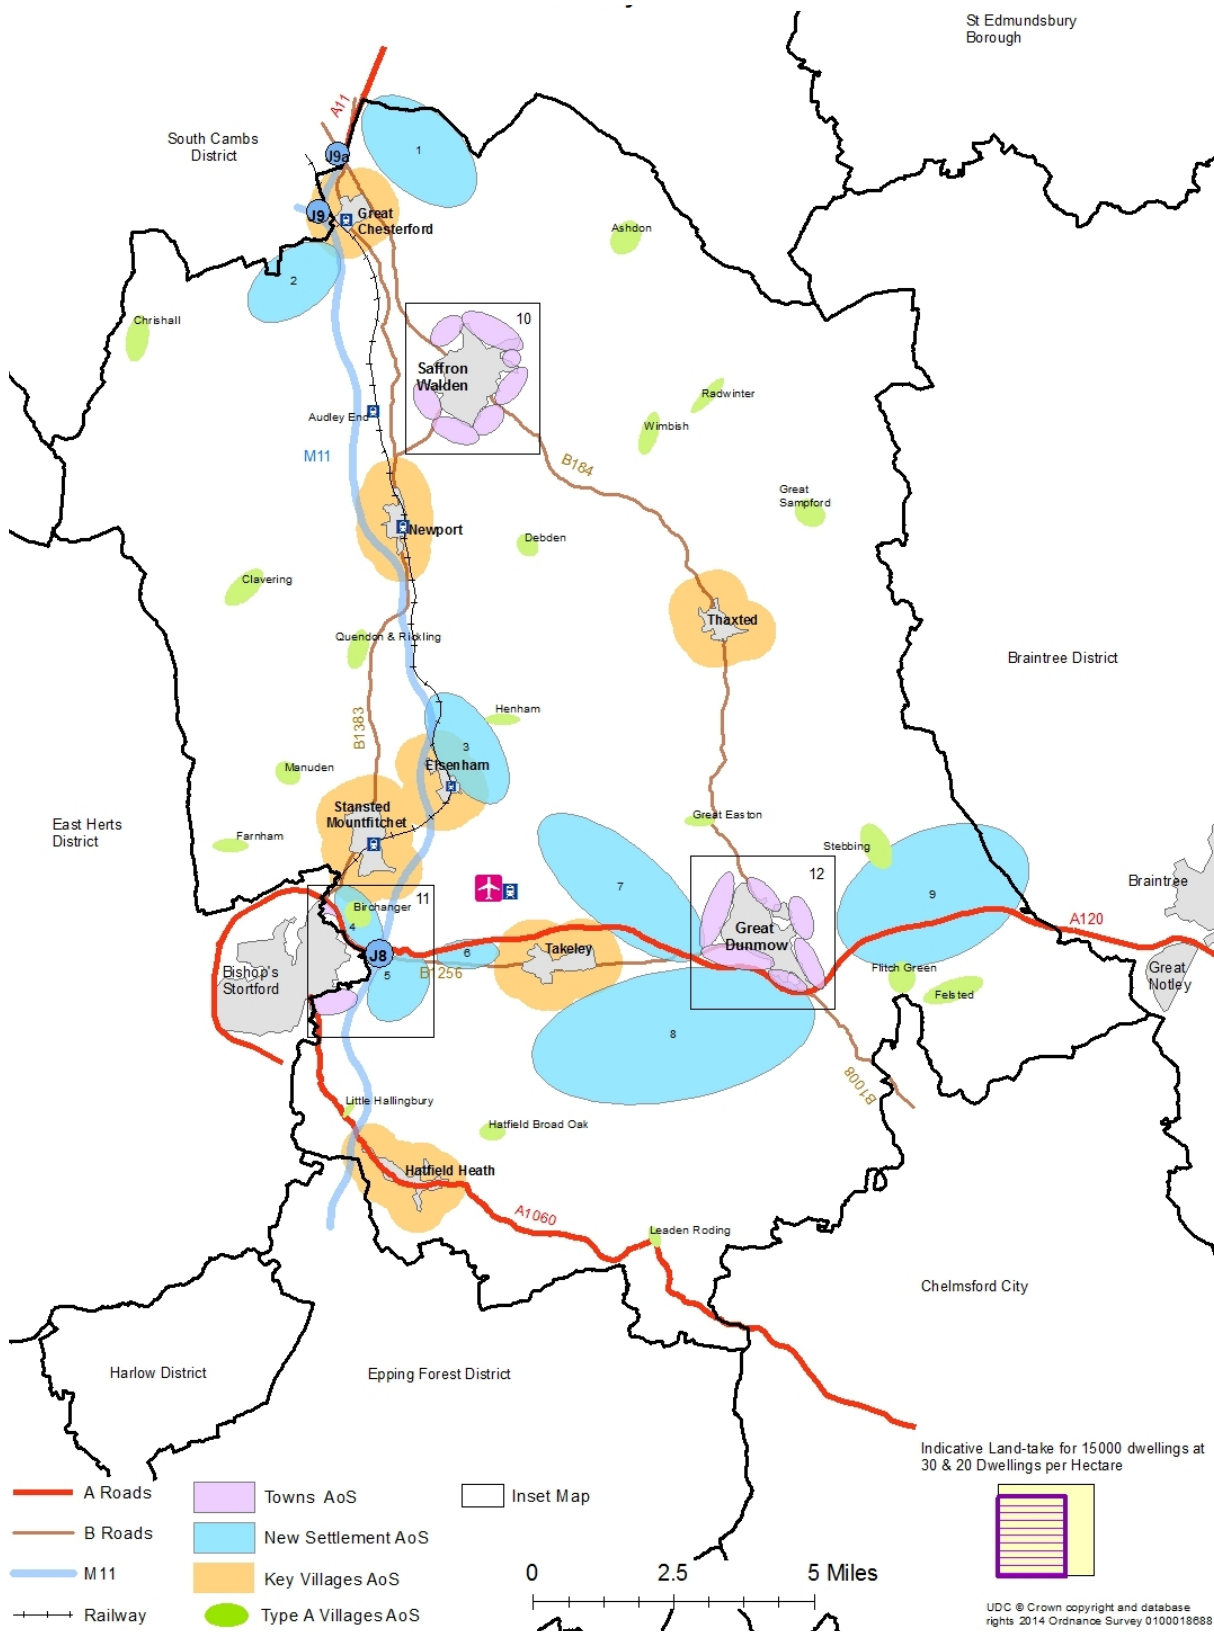 St Edmundsbury
Borough
A11
South Cambs
District
J9a
1
J9
Great
Chesterford
Ashdon
2
Chrishall
10
Saffron
Walden
Radwinter
Audley End
Wimbish
M11
B184
Great
Sampford
Newport
Debden
Clavering
Thaxted
Quendon & Rickling
Braintree District
Henham
B1383
3
Elsenham
Manuden
Stansted
Mountfitchet
Great Easton
East Herts
District
Farnham
Stebbing
12
Braintree
7
9
11
Birchanger
4
A120
Great
Dunmow
J8
6
Takeley
Bishop's
Stortford
5
B1256
Flitch Green
Great
Notley
Felsted
8
B1008
Little Hallingbury
Hatfield Broad Oak
Hatfield Heath
A1060
Leaden Roding
Chelmsford City
Harlow District
Epping Forest District
Indicative Land-take for 15000 dwellings at
30 & 20 Dwellings per Hectare
A Roads
Towns AoS
Inset Map
B Roads
New Settlement AoS
M11
Key Villages AoS
0 2.5 5 Miles
Railway
Type A Villages AoS
UDC © Crown copyright and database
rights 2014 Ordnance Survey 0100018688